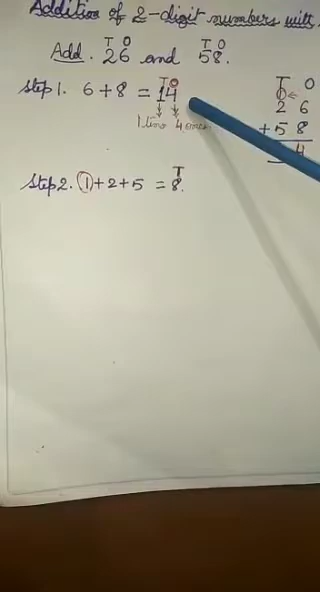 Addition of 2-digit numbers with
T O T O
Add. 26 and 58.
Step 1. 6+8 = 14
T O
1 4 ones
Step 2. 1+2+5 = 8.
T
T O
1
2 6
+ 5 8
4